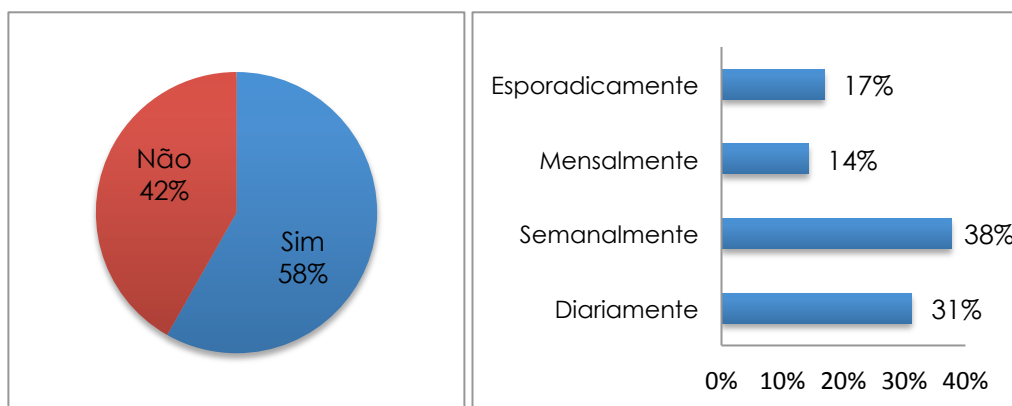 Não
42%
Sim
58%
Esporadicamente 17%
Mensalmente 14%
Semanalmente 38%
Diariamente 31%
0% 10% 20% 30% 40%